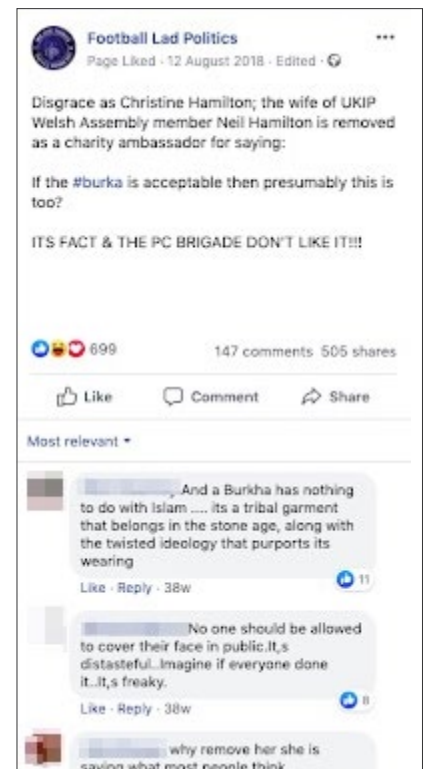 Football Lad Politics
Page Liked · 12 August 2018 · Edited ·
Disgrace as Christine Hamilton; the wife of UKIP
Welsh Assembly member Neil Hamilton is removed
as a charity ambassador for saying:
If the #burka is acceptable then presumably this is
too?
ITS FACT & THE PC BRIGADE DON'T LIKE IT!!!
699
147 comments 505 shares
Like Comment Share
Most relevant
And a Burkha has nothing
to do with Islam .... its a tribal garment
that belongs in the stone age, along with
the twisted ideology that purports its
wearing
11
Like · Reply · 38w
No one should be allowed
to cover their face in public.It,s
distasteful..Imagine if everyone done
it..It,s freaky.
8
Like · Reply · 38w
why remove her she is
saying what most people think